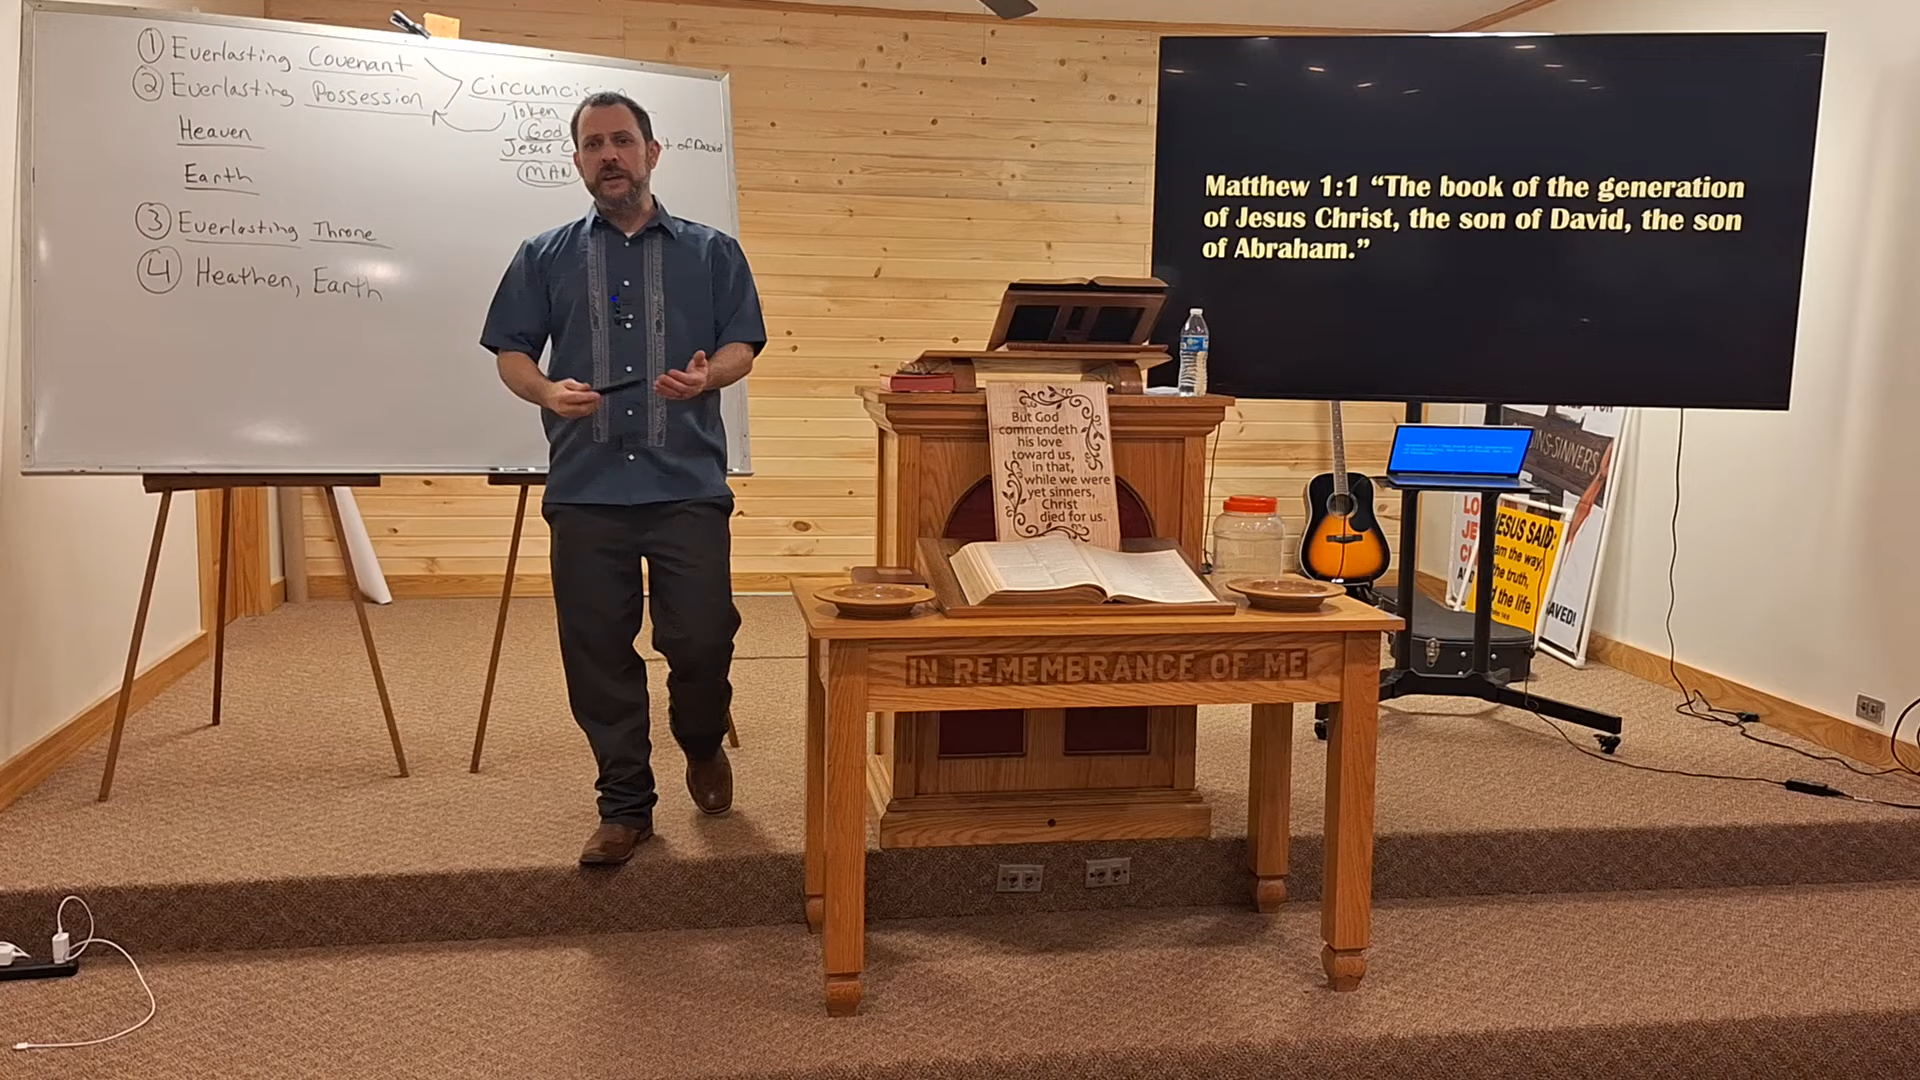 ① Everlasting Covenant
② Everlasting Possession
Heaven
Earth
③ Everlasting Throne
④ Heathen, Earth
Token
God
Jesus
of David
MAN
Matthew 1:1 “The book of the generation
of Jesus Christ, the son of David, the son
of Abraham.”
But God
commendeth
his love
toward us,
in that,
while we were
yet sinners,
Christ
died for us.
IN REMEMBRANCE OF ME
ESUS SAID:
am the way,
the truth,
d the life
AVED!